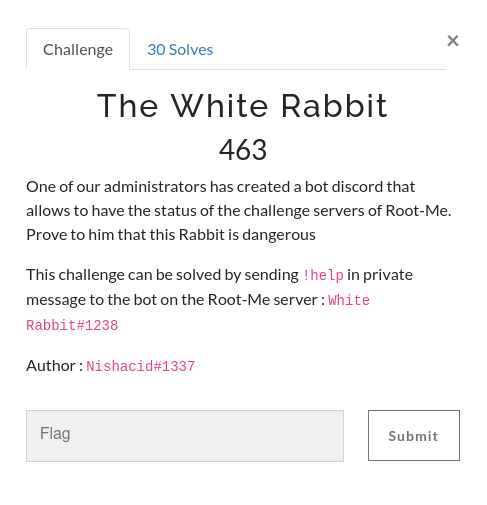 Challenge
30 Solves
×
The White Rabbit
463
One of our administrators has created a bot discord that
allows to have the status of the challenge servers of Root-Me.
Prove to him that this Rabbit is dangerous
This challenge can be solved by sending !help in private
message to the bot on the Root-Me server : White
Rabbit#1238
Author : Nishacid#1337
Flag
Submit